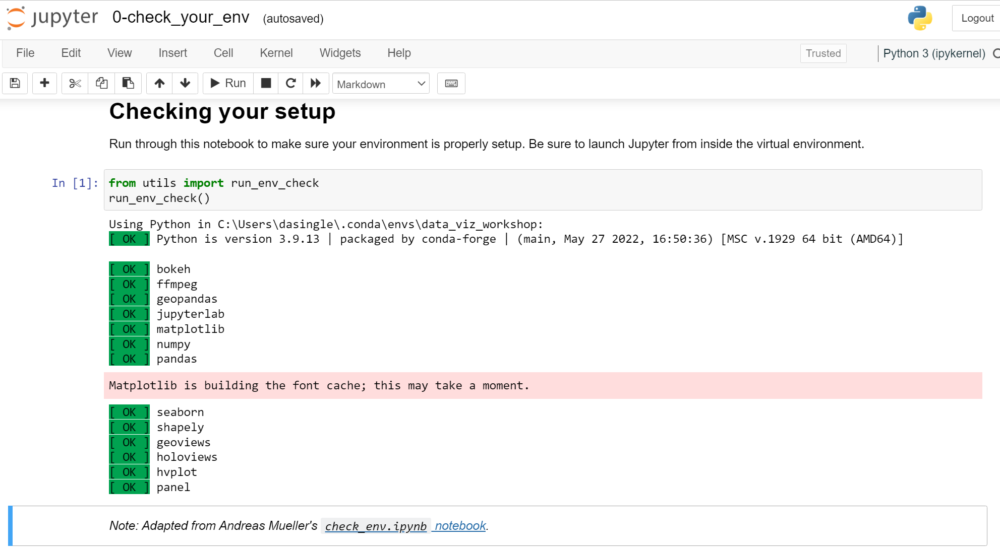 jupyter 0-check_your_env (autosaved) Logout
File Edit View Insert Cell Kernel Widgets Help Trusted Python 3 (ipykernel)
Run Markdown
Checking your setup
Run through this notebook to make sure your environment is properly setup. Be sure to launch Jupyter from inside the virtual environment.
In [1]: from utils import run_env_check
run_env_check()
Using Python in C:\Users\dasingle\.conda\envs\data_viz_workshop:
[ OK ] Python is version 3.9.13 | packaged by conda-forge | (main, May 27 2022, 16:50:36) [MSC v.1929 64 bit (AMD64)]
[ OK ] bokeh
[ OK ] ffmpeg
[ OK ] geopandas
[ OK ] jupyterlab
[ OK ] matplotlib
[ OK ] numpy
[ OK ] pandas
Matplotlib is building the font cache; this may take a moment.
[ OK ] seaborn
[ OK ] shapely
[ OK ] geoviews
[ OK ] holoviews
[ OK ] hvplot
[ OK ] panel
Note: Adapted from Andreas Mueller's check_env.ipynb notebook.